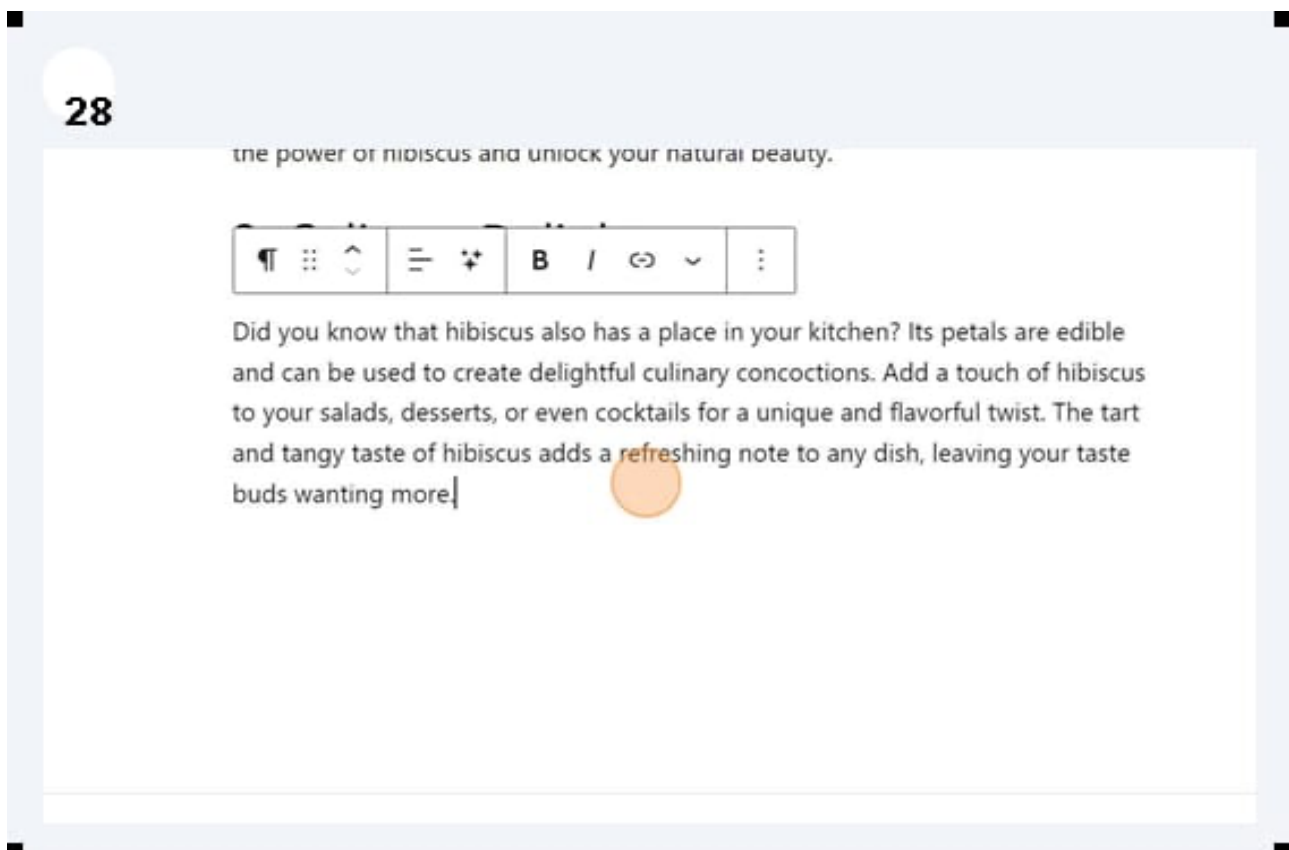 28
the power of hibiscus and unlock your natural beauty.
B I
Did you know that hibiscus also has a place in your kitchen? Its petals are edible
and can be used to create delightful culinary concoctions. Add a touch of hibiscus
to your salads, desserts, or even cocktails for a unique and flavorful twist. The tart
and tangy taste of hibiscus adds a refreshing note to any dish, leaving your taste
buds wanting more.